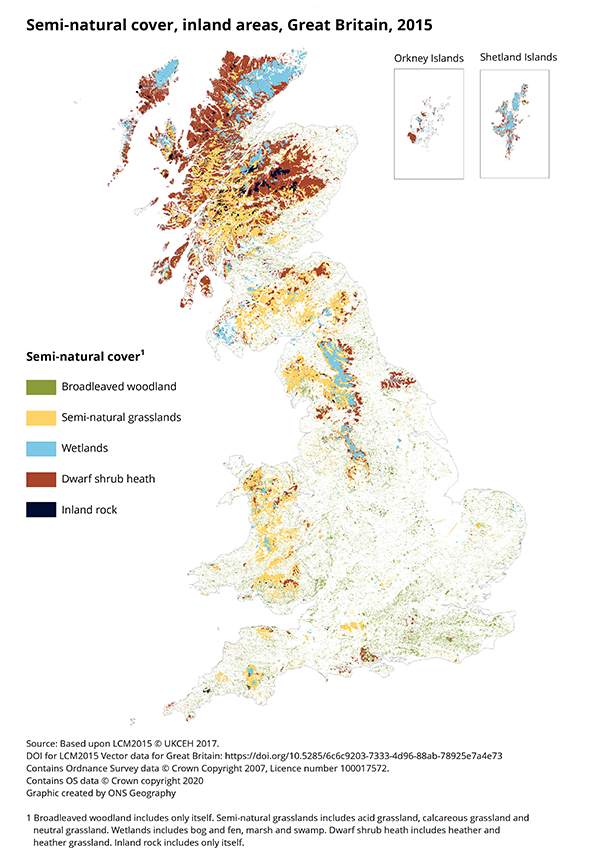 Semi-natural cover, inland areas, Great Britain, 2015
Orkney Islands
Shetland Islands
Semi-natural cover¹
Broadleaved woodland
Semi-natural grasslands
Wetlands
Dwarf shrub heath
Inland rock
Source: Based upon LCM2015 © UKCEH 2017.
DOI for LCM2015 Vector data for Great Britain: https://doi.org/10.5285/6c6c9203-7333-4d96-88ab-78925e7a4e73
Contains Ordnance Survey data © Crown Copyright 2007, Licence number 100017572.
Contains OS data © Crown copyright 2020
Graphic created by ONS Geography
1 Broadleaved woodland includes only itself. Semi-natural grasslands includes acid grassland, calcareous grassland and
neutral grassland. Wetlands includes bog and fen, marsh and swamp. Dwarf shrub heath includes heather and
heather grassland. Inland rock includes only itself.